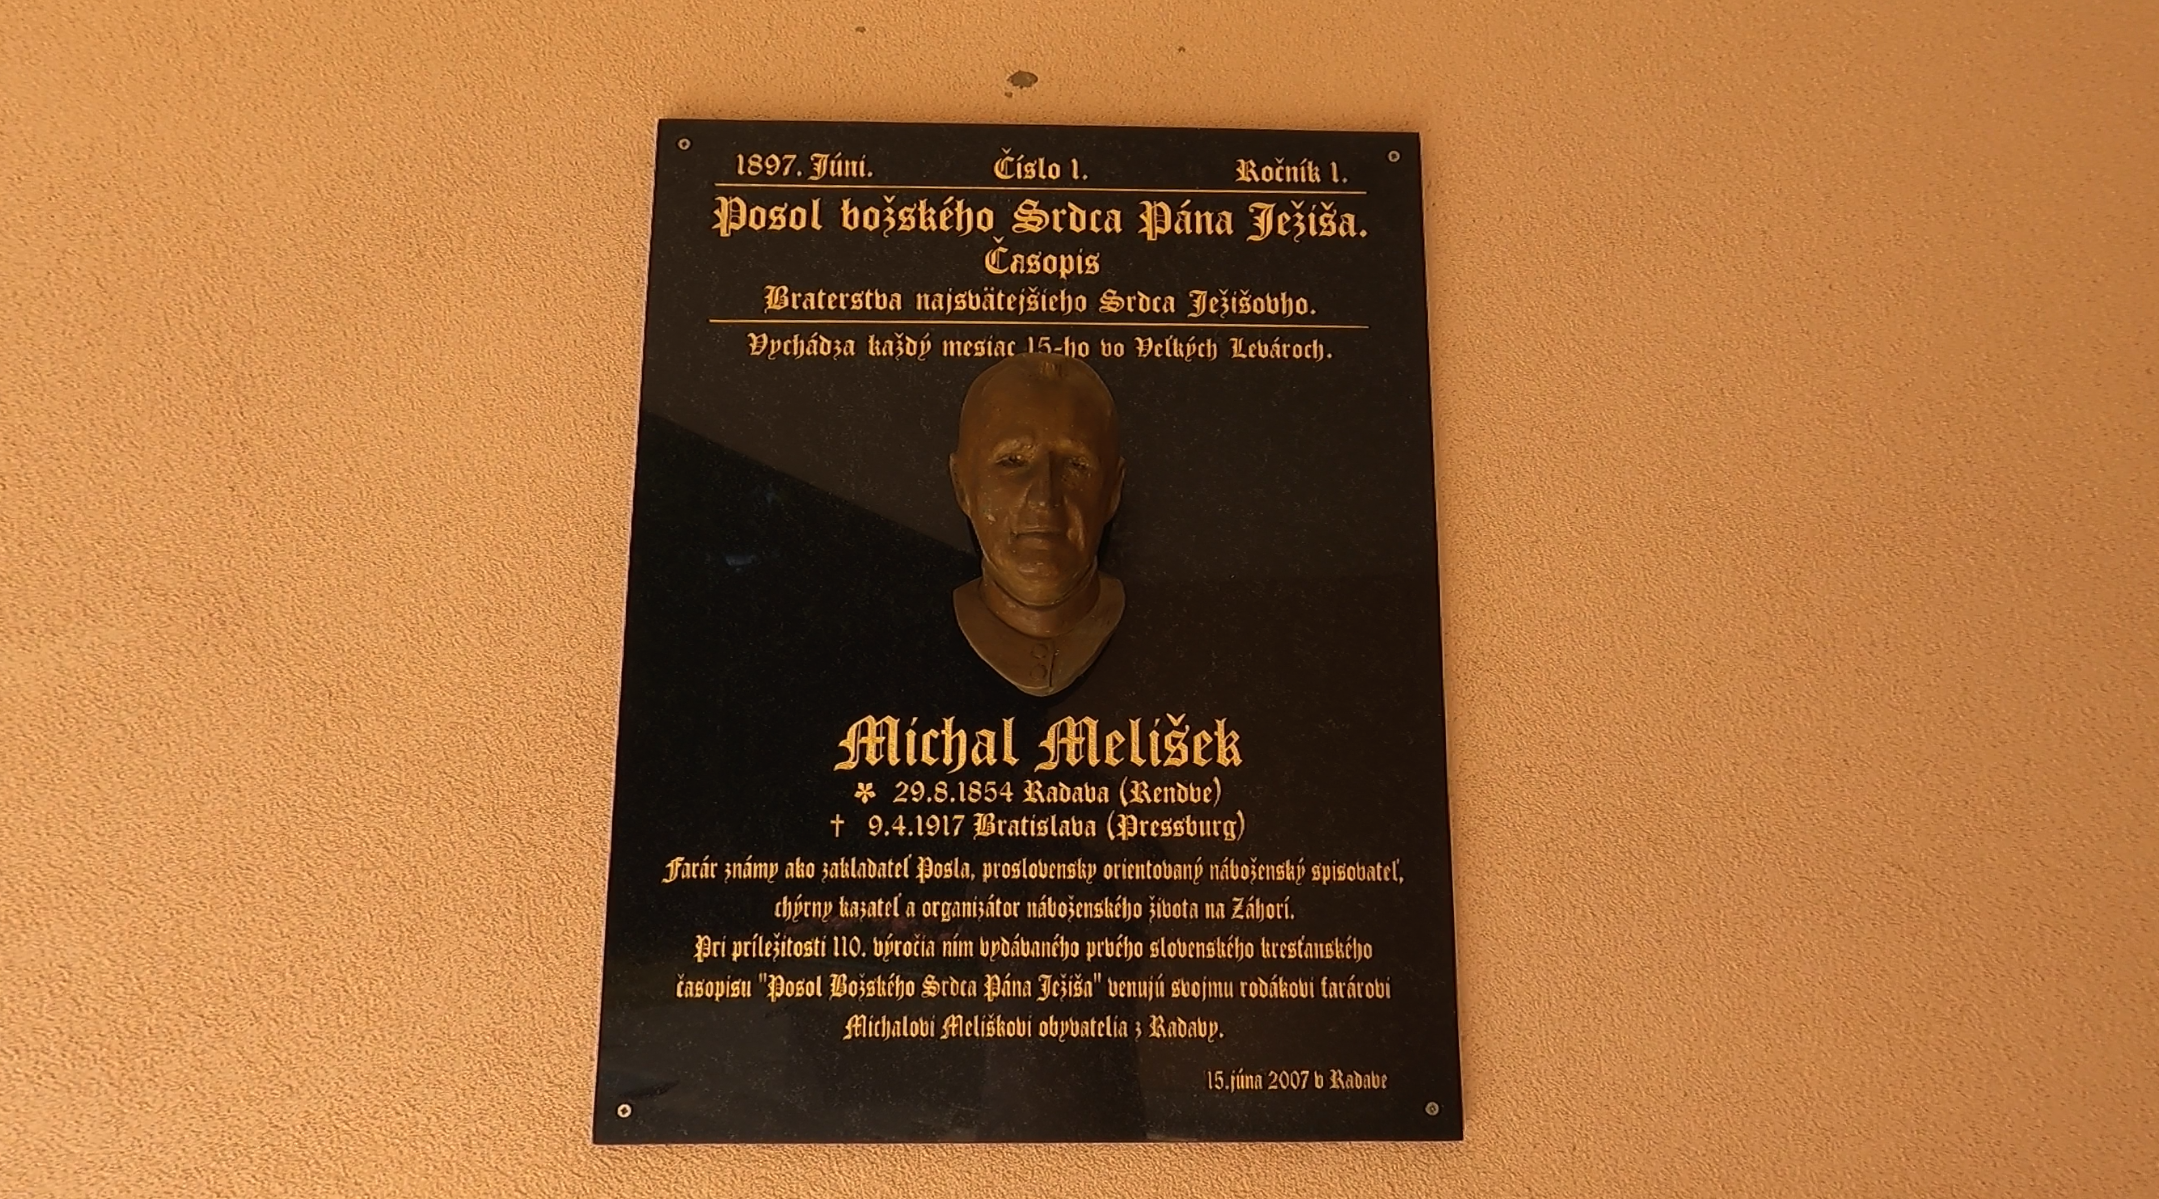 1897. Júni. Číslo 1. Ročník 1.
Posol božského Srdca Pána Ježiša.
Časopis
Braterstva najsvätejšieho Srdca Ježišovho.
Vychádza každý mesiac 15-ho vo Veľkých Levároch.
Michal Melišek
* 29.8.1854 Radava (Rendve)
† 9.4.1917 Bratislava (Pressburg)
Farár známy ako zakladateľ Posla, proslovensky orientovaný náboženský spisovateľ,
chýrny kazateľ a organizátor náboženského života na Záhorí.
Pri príležitosti 110. výročia ním vydávaného prvého slovenského kresťanského
časopisu "Posol Božského Srdca Pána Ježiša" venujú svojmu rodákovi farárovi
Michalovi Meliškovi obyvatelia z Radavy.
15.júna 2007 v Radave